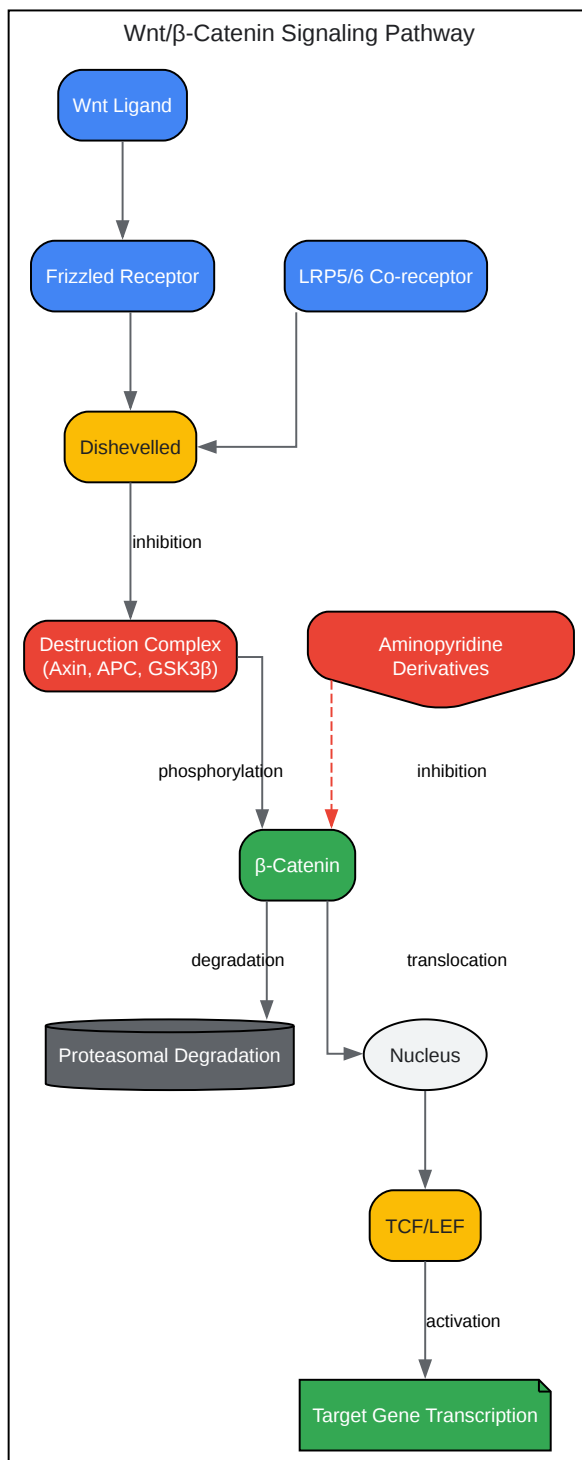 Wnt/β-Catenin Signaling Pathway
Wnt Ligand
Frizzled Receptor
LRP5/6 Co-receptor
Dishevelled
inhibition
Destruction Complex
(Axin, APC, GSK3β)
Aminopyridine
Derivatives
phosphorylation
inhibition
β-Catenin
degradation
translocation
Proteasomal Degradation
Nucleus
TCF/LEF
activation
Target Gene Transcription